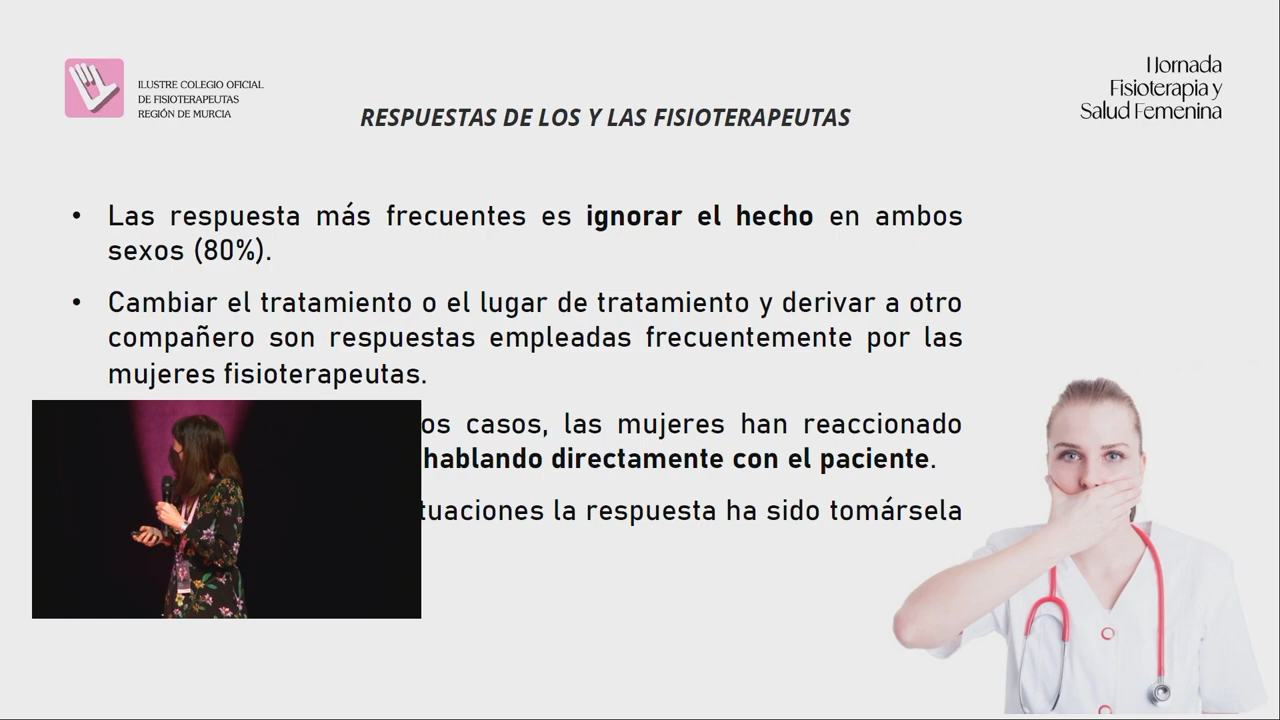 ILUSTRE COLEGIO OFICIAL
DE FISIOTERAPEUTAS
REGIÓN DE MURCIA
I Jornada
Fisioterapia y
Salud Femenina
RESPUESTAS DE LOS Y LAS FISIOTERAPEUTAS
• Las respuesta más frecuentes es ignorar el hecho en ambos
sexos (80%).
• Cambiar el tratamiento o el lugar de tratamiento y derivar a otro
compañero son respuestas empleadas frecuentemente por las
mujeres fisioterapeutas.
casos, las mujeres han reaccionado
hablando directamente con el paciente.
la respuesta ha sido tomársela